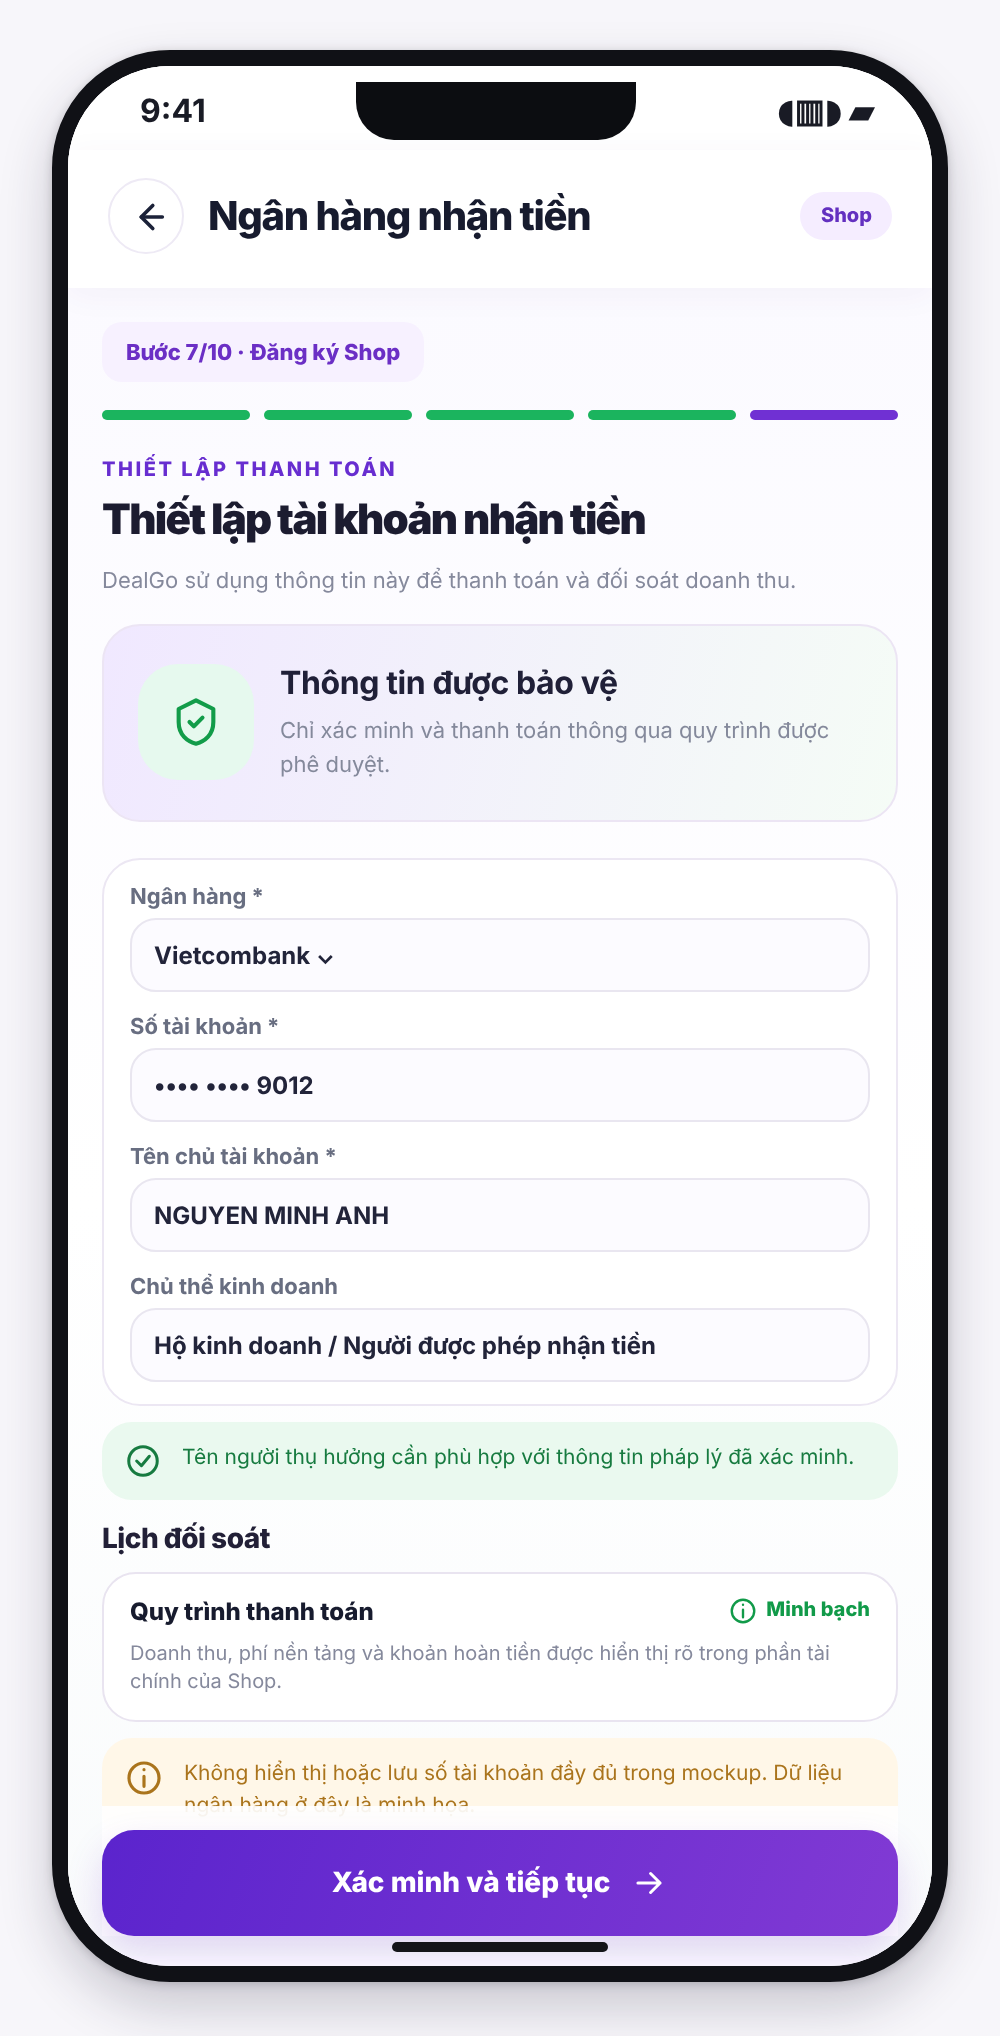 9:41
Ngân hàng nhận tiền
Shop
Bước 7/10 · Đăng ký Shop
THIẾT LẬP THANH TOÁN
Thiết lập tài khoản nhận tiền
DealGo sử dụng thông tin này để thanh toán và đối soát doanh thu.
Thông tin được bảo vệ
Chỉ xác minh và thanh toán thông qua quy trình được
phê duyệt.
Ngân hàng *
Vietcombank
Số tài khoản *
•••• •••• 9012
Tên chủ tài khoản *
NGUYEN MINH ANH
Chủ thể kinh doanh
Hộ kinh doanh / Người được phép nhận tiền
Tên người thụ hưởng cần phù hợp với thông tin pháp lý đã xác minh.
Lịch đối soát
Quy trình thanh toán
Minh bạch
Doanh thu, phí nền tảng và khoản hoàn tiền được hiển thị rõ trong phần tài
chính của Shop.
Không hiển thị hoặc lưu số tài khoản đầy đủ trong mockup. Dữ liệu
ngân hàng ở đây là minh họa.
Xác minh và tiếp tục →